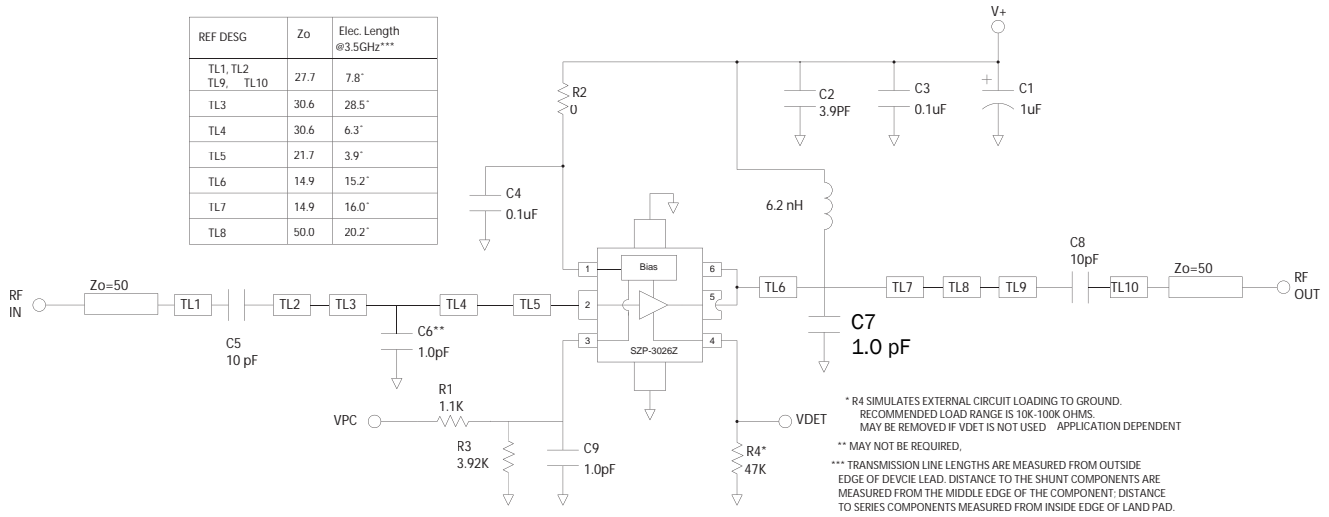 REF DESG Zo Elec. Length
@3.5GHz***
TL1, TL2
TL9, TL10 27.7 7.8˚
TL3 30.6 28.5˚
TL4 30.6 6.3˚
TL5 21.7 3.9˚
TL6 14.9 15.2˚
TL7 14.9 16.0˚
TL8 50.0 20.2˚
V+
R2
0
C2
3.9PF
C3
0.1uF
+
C1
1uF
C4
0.1uF
6.2 nH
1
Bias
6
2
5
3
4
SZP-3026Z
RF
IN
Zo=50
TL1
C5
10 pF
TL2
TL3
C6**
1.0pF
TL4
TL5
TL6
C7
1.0 pF
TL7
TL8
TL9
C8
10pF
TL10
Zo=50
RF
OUT
VPC
R1
1.1K
R3
3.92K
C9
1.0pF
VDET
R4*
47K
* R4 SIMULATES EXTERNAL CIRCUIT LOADING TO GROUND.
RECOMMENDED LOAD RANGE IS 10K-100K OHMS.
MAY BE REMOVED IF VDET IS NOT USED APPLICATION DEPENDENT
** MAY NOT BE REQUIRED,
*** TRANSMISSION LINE LENGTHS ARE MEASURED FROM OUTSIDE
EDGE OF DEVCIE LEAD. DISTANCE TO THE SHUNT COMPONENTS ARE
MEASURED FROM THE MIDDLE EDGE OF THE COMPONENT; DISTANCE
TO SERIES COMPONENTS MEASURED FROM INSIDE EDGE OF LAND PAD.